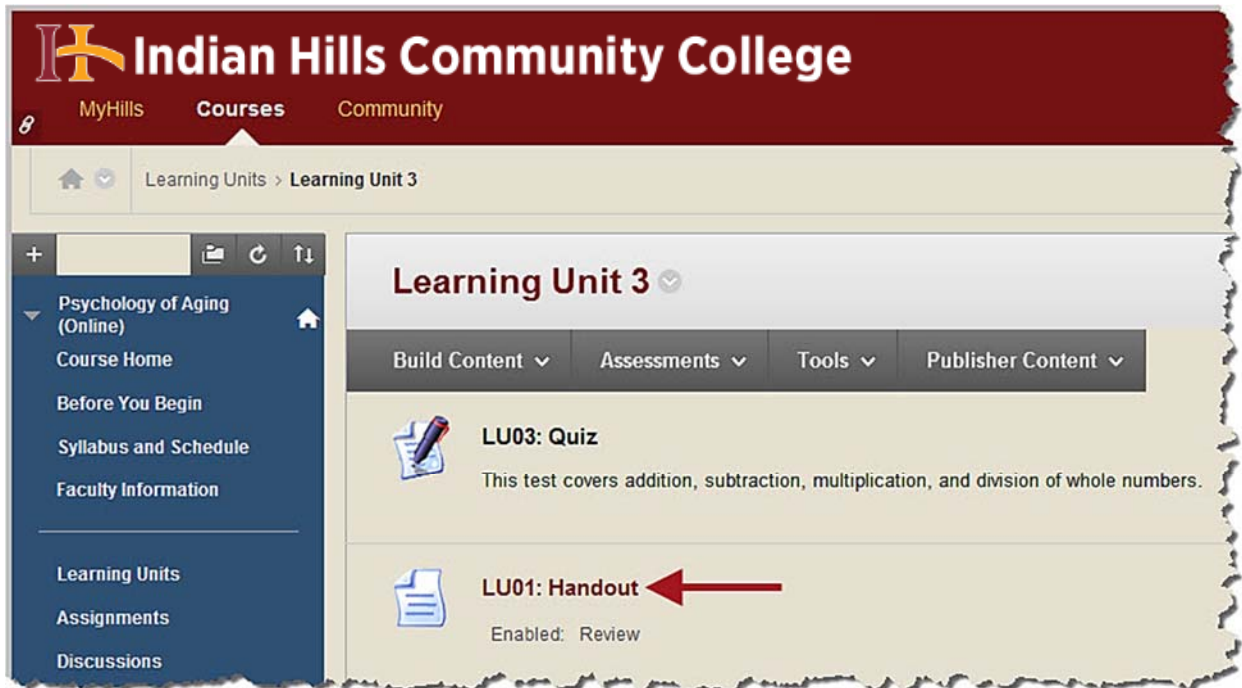 Indian Hills Community College
MyHills Courses Community
Learning Units > Learning Unit 3
Psychology of Aging
(Online)
Course Home
Before You Begin
Syllabus and Schedule
Faculty Information
Learning Units
Assignments
Discussions
Learning Unit 3
Build Content Assessments Tools Publisher Content
LU03: Quiz
This test covers addition, subtraction, multiplication, and division of whole numbers.
LU01: Handout
Enabled: Review